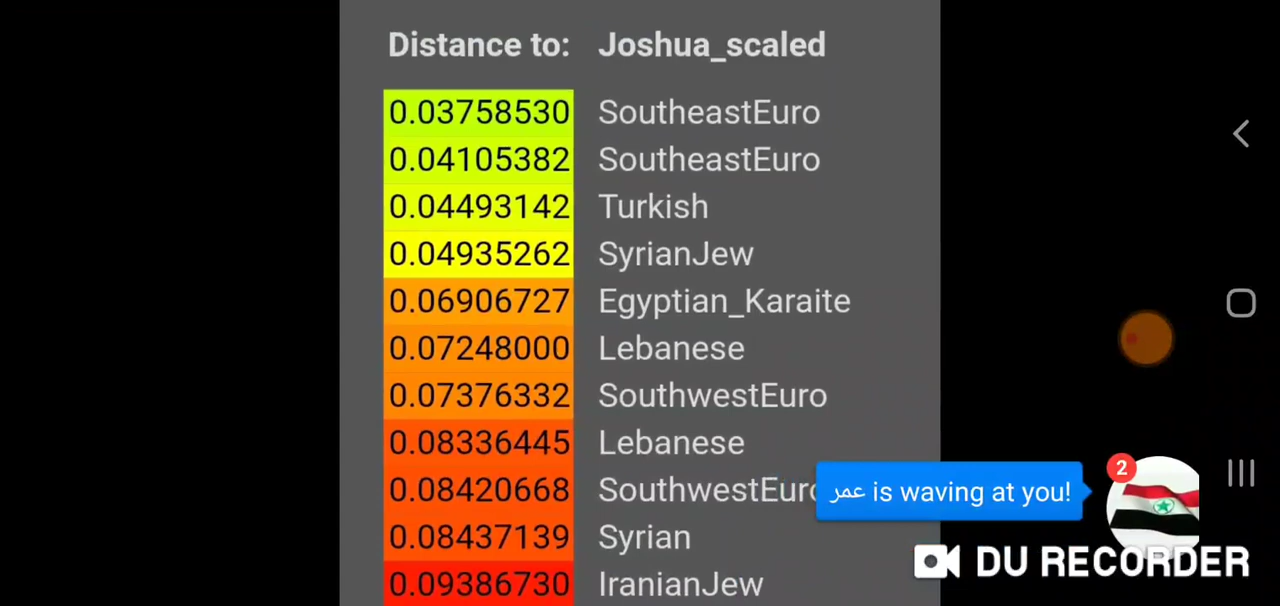 Distance to: Joshua_scaled
0.03758530 SoutheastEuro
0.04105382 SoutheastEuro
0.04493142 Turkish
0.04935262 SyrianJew
0.06906727 Egyptian_Karaite
0.07248000 Lebanese
0.07376332 SouthwestEuro
0.08336445 Lebanese
0.08420668 SouthwestEuro
0.08437139 Syrian
0.09386730 IranianJew
2
عمر is waving at you!
DU RECORDER